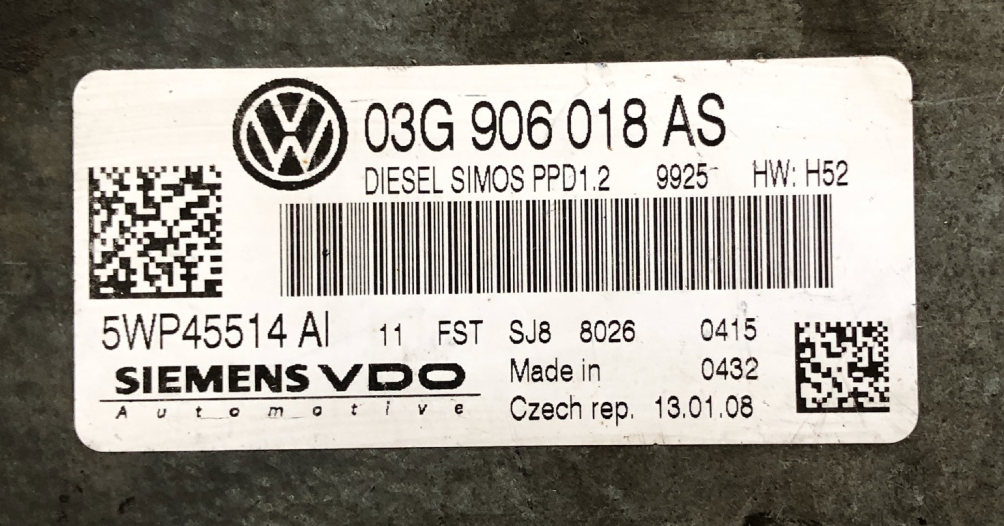 03G 906 018 AS
DIESEL SIMOS PPD1.2 9925 HW: H52
5WP45514 AI 11 FST SJ8 8026 0415
SIEMENS VDO Made in 0432
Automotive Czech rep. 13.01.08